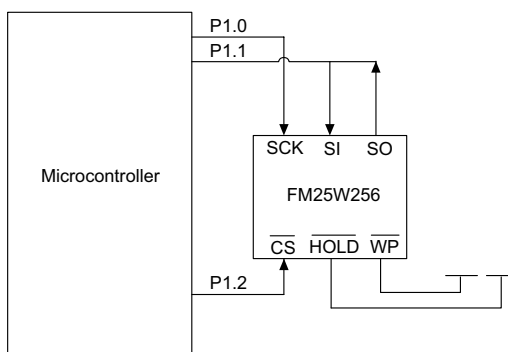 P1.0
P1.1
SCK SI SO
Microcontroller
FM25W256
CS HOLD WP
P1.2